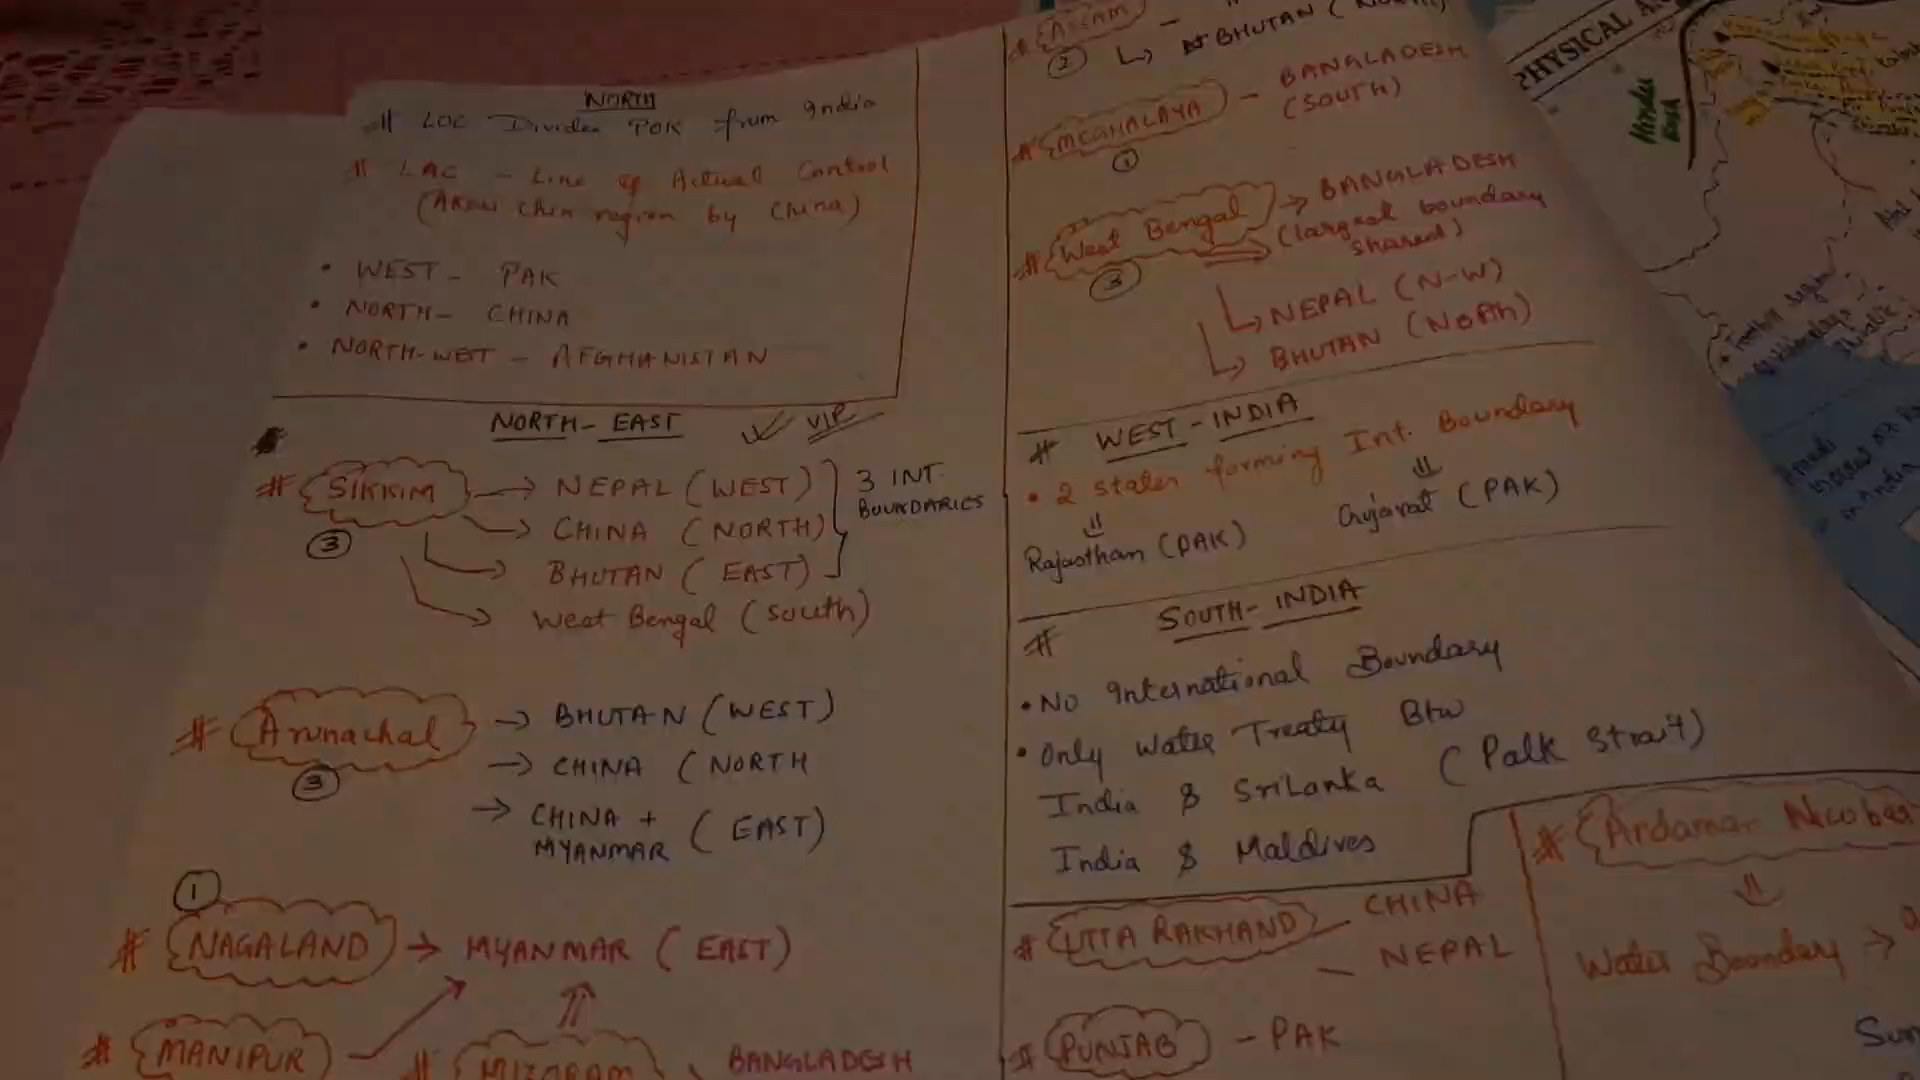 NORTH
# LOC Divides POK from India
# LAC - Line of Actual Control
(Aksai Chin region by China)
• WEST - PAK
• NORTH - CHINA
• NORTH-WEST - AFGHANISTAN
NORTH-EAST VIP
# SIKKIM → NEPAL (WEST)
③ → CHINA (NORTH)
→ BHUTAN (EAST)
→ West Bengal (South)
3 INT.
BOUNDARIES
# Arunachal → BHUTAN (WEST)
③ → CHINA (NORTH
→ CHINA + MYANMAR (EAST)
①
# NAGALAND → MYANMAR (EAST)
# MANIPUR
# MIZORAM BANGLADESH
# ASSAM -
② ↳ BHUTAN (North)
# MEGHALAYA - BANGLADESH
(SOUTH)
①
# West Bengal → BANGLADESH
(largest boundary
shared)
③
↳ NEPAL (N-W)
↳ BHUTAN (NOrth)
# WEST-INDIA
• 2 states forming Int. Boundary
Rajasthan (PAK) Gujarat (PAK)
# SOUTH-INDIA
• No International Boundary
• Only Water Treaty Btw
India & SriLanka (Palk Strait)
India & Maldives
# UTTARAKHAND - CHINA
- NEPAL
# PUNJAB - PAK
# Andaman Nicobar
Water Boundary →
PHYSICAL
Hindu
Kush